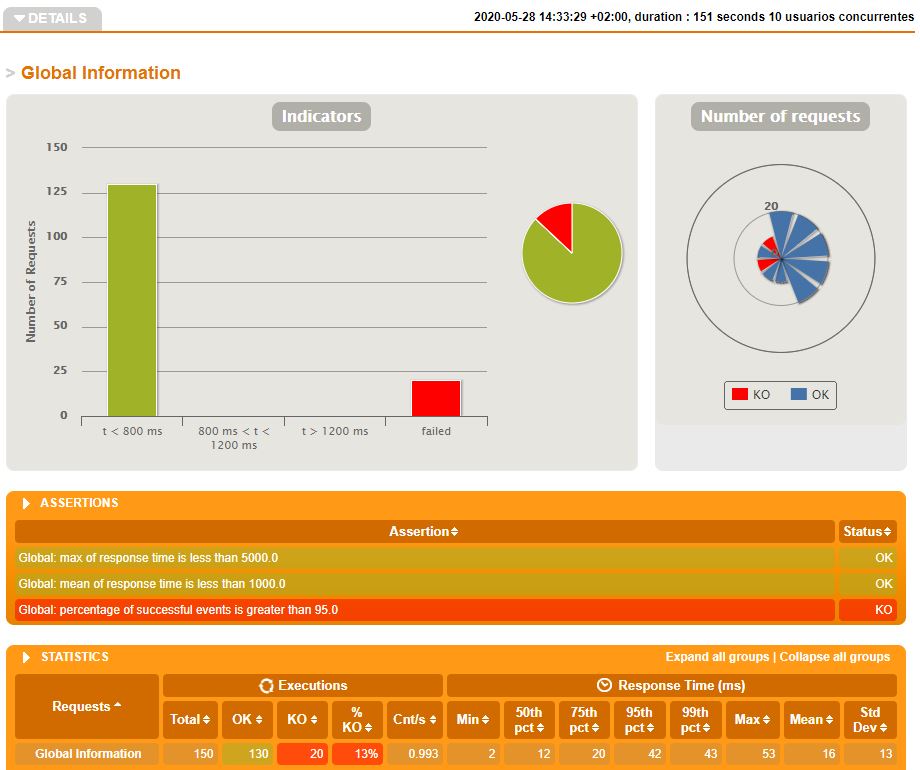 DETAILS
2020-05-28 14:33:29 +02:00, duration : 151 seconds 10 usuarios concurrentes
> Global Information
Indicators
Number of Requests
150
125
100
75
50
25
0
t < 800 ms
800 ms < t <
1200 ms
t > 1200 ms
failed
Number of requests
20
KO
OK
ASSERTIONS
Assertion Status
Global: max of response time is less than 5000.0 OK
Global: mean of response time is less than 1000.0 OK
Global: percentage of successful events is greater than 95.0 KO
STATISTICS Expand all groups | Collapse all groups
Requests
Executions Response Time (ms)
Total OK KO % KO Cnt/s Min 50th pct 75th pct 95th pct 99th pct Max Mean Std Dev
Global Information 150 130 20 13% 0.993 2 12 20 42 43 53 16 13